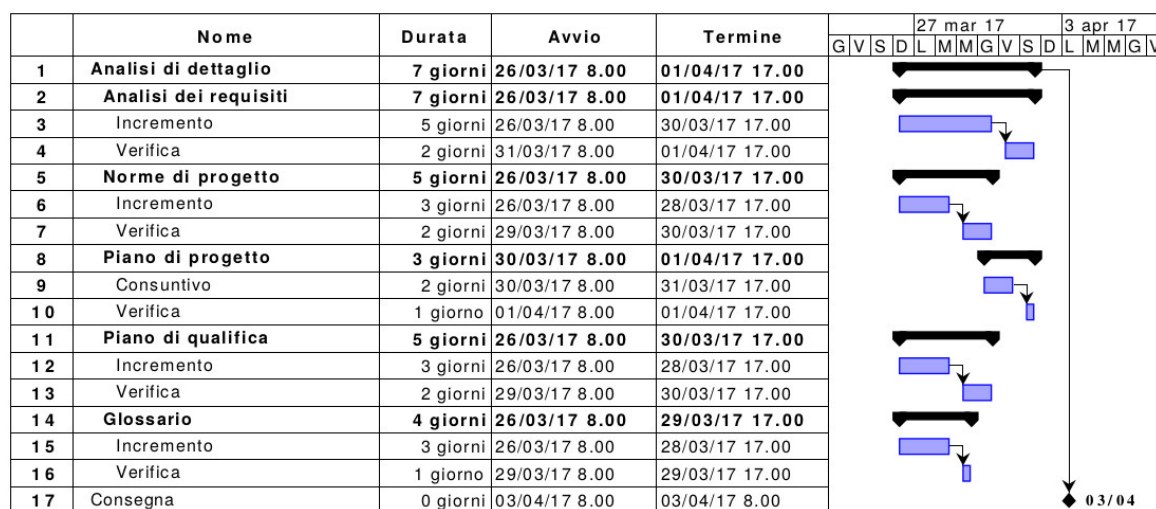 27 mar 17 3 apr 17
Nome Durata Avvio Termine G V S D L M M G V S D L M M G V
1 Analisi di dettaglio 7 giorni 26/03/17 8.00 01/04/17 17.00
2 Analisi dei requisiti 7 giorni 26/03/17 8.00 01/04/17 17.00
3 Incremento 5 giorni 26/03/17 8.00 30/03/17 17.00
4 Verifica 2 giorni 31/03/17 8.00 01/04/17 17.00
5 Norme di progetto 5 giorni 26/03/17 8.00 30/03/17 17.00
6 Incremento 3 giorni 26/03/17 8.00 28/03/17 17.00
7 Verifica 2 giorni 29/03/17 8.00 30/03/17 17.00
8 Piano di progetto 3 giorni 30/03/17 8.00 01/04/17 17.00
9 Consuntivo 2 giorni 30/03/17 8.00 31/03/17 17.00
10 Verifica 1 giorno 01/04/17 8.00 01/04/17 17.00
11 Piano di qualifica 5 giorni 26/03/17 8.00 30/03/17 17.00
12 Incremento 3 giorni 26/03/17 8.00 28/03/17 17.00
13 Verifica 2 giorni 29/03/17 8.00 30/03/17 17.00
14 Glossario 4 giorni 26/03/17 8.00 29/03/17 17.00
15 Incremento 3 giorni 26/03/17 8.00 28/03/17 17.00
16 Verifica 1 giorno 29/03/17 8.00 29/03/17 17.00
17 Consegna 0 giorni 03/04/17 8.00 03/04/17 8.00 03/04